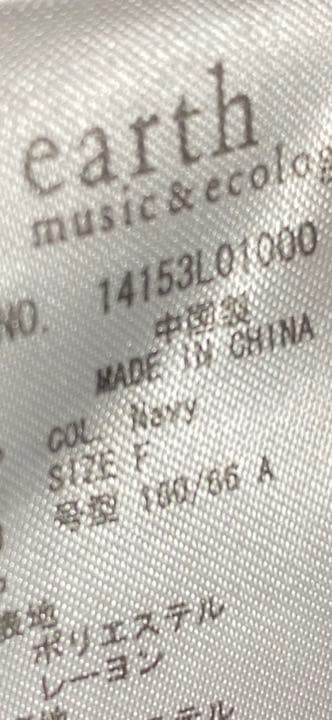 earth
music & ecolog
NO. 14153L01000
中国製
MADE IN CHINA
COL. Navy
SIZE F
号型 160/66 A
表地
ポリエステル
レーヨン